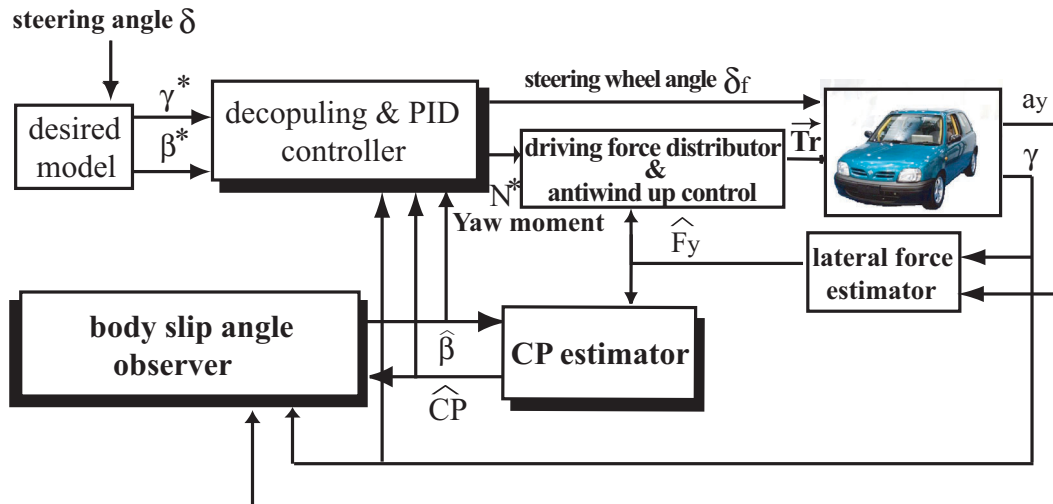 steering angle δ
desired
model
γ*
β*
decopuling & PID
controller
steering wheel angle δf
N*
Yaw moment
driving force distributor
&
antiwind up control
Tr
ay
γ
F̂y
lateral force
estimator
body slip angle
observer
β̂
ĈP
CP estimator